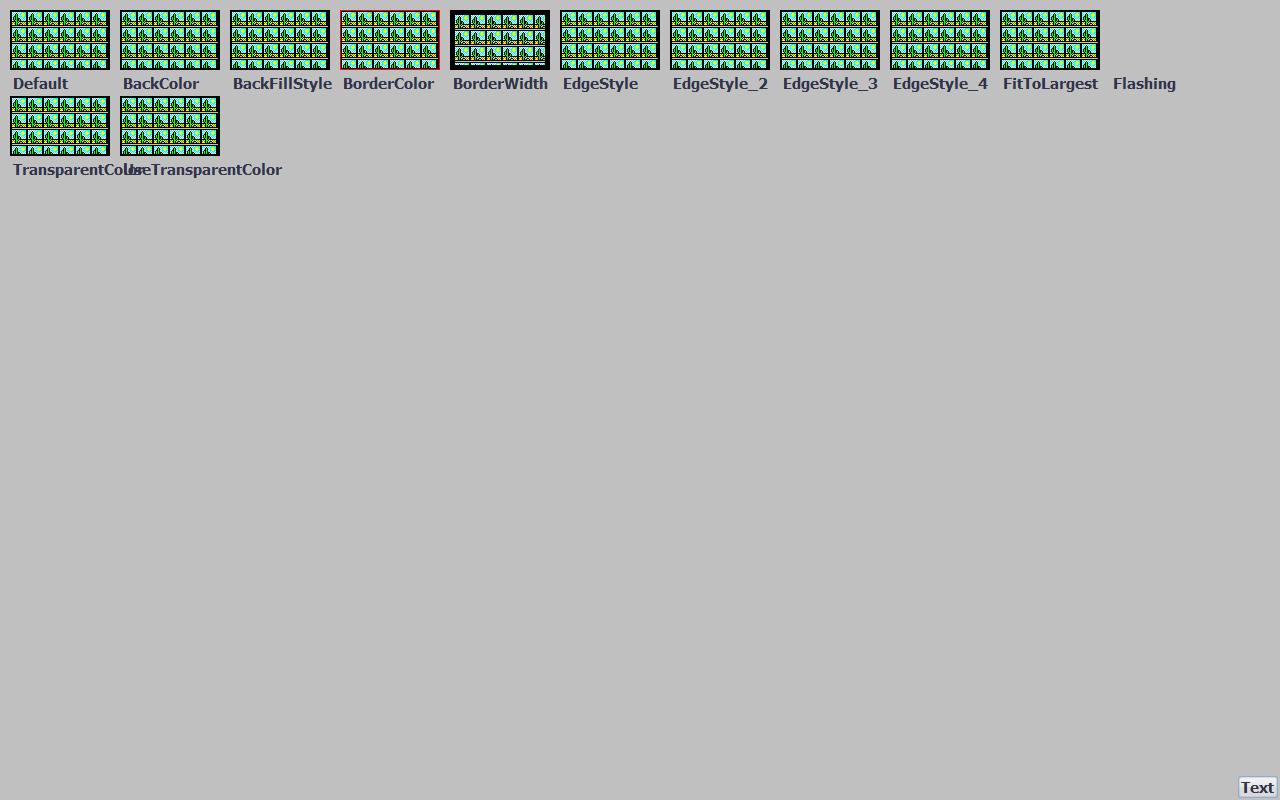 Default BackColor BackFillStyle BorderColor BorderWidth EdgeStyle EdgeStyle_2 EdgeStyle_3 EdgeStyle_4 FitToLargest Flashing
TransparentColor UseTransparentColor
Text